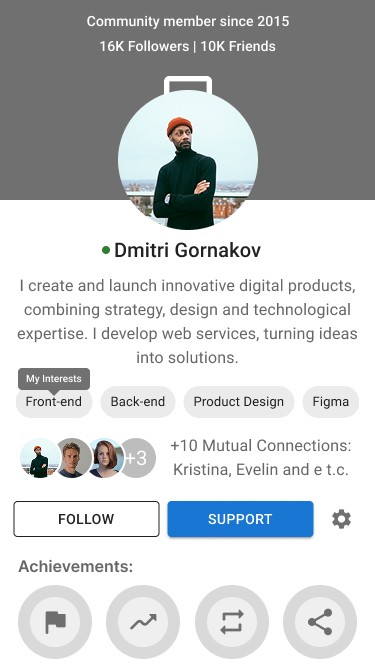 Community member since 2015
16K Followers | 10K Friends
Dmitri Gornakov
I create and launch innovative digital products,
combining strategy, design and technological
expertise. I develop web services, turning ideas
into solutions.
My Interests
Front-end
Back-end
Product Design
Figma
+3
+10 Mutual Connections:
Kristina, Evelin and e t.c.
FOLLOW
SUPPORT
Achievements: